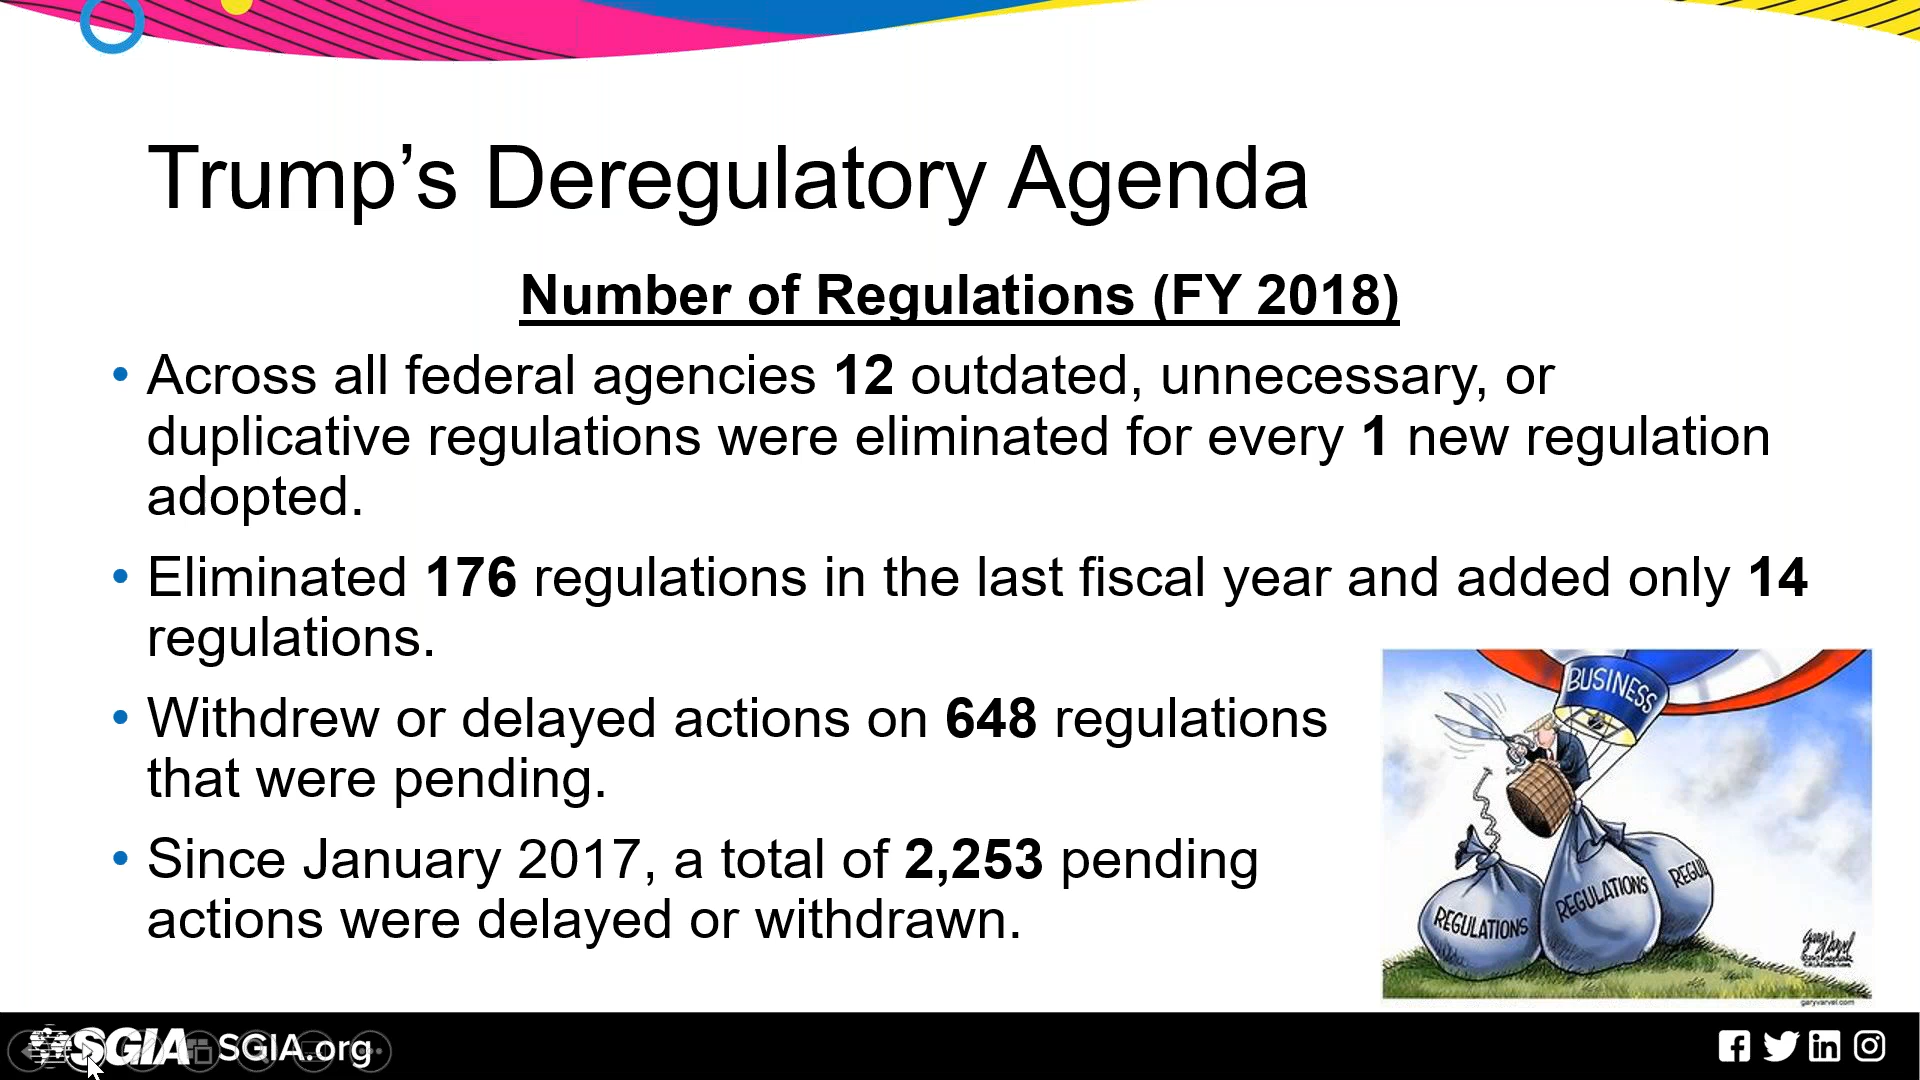 Trump’s Deregulatory Agenda
Number of Regulations (FY 2018)
• Across all federal agencies 12 outdated, unnecessary, or
duplicative regulations were eliminated for every 1 new regulation
adopted.
• Eliminated 176 regulations in the last fiscal year and added only 14
regulations.
• Withdrew or delayed actions on 648 regulations
that were pending.
• Since January 2017, a total of 2,253 pending
actions were delayed or withdrawn.
BUSINESS
REGULATIONS
REGULATIONS
REGUL
garyvarvel.com
SGIA
SGIA.org